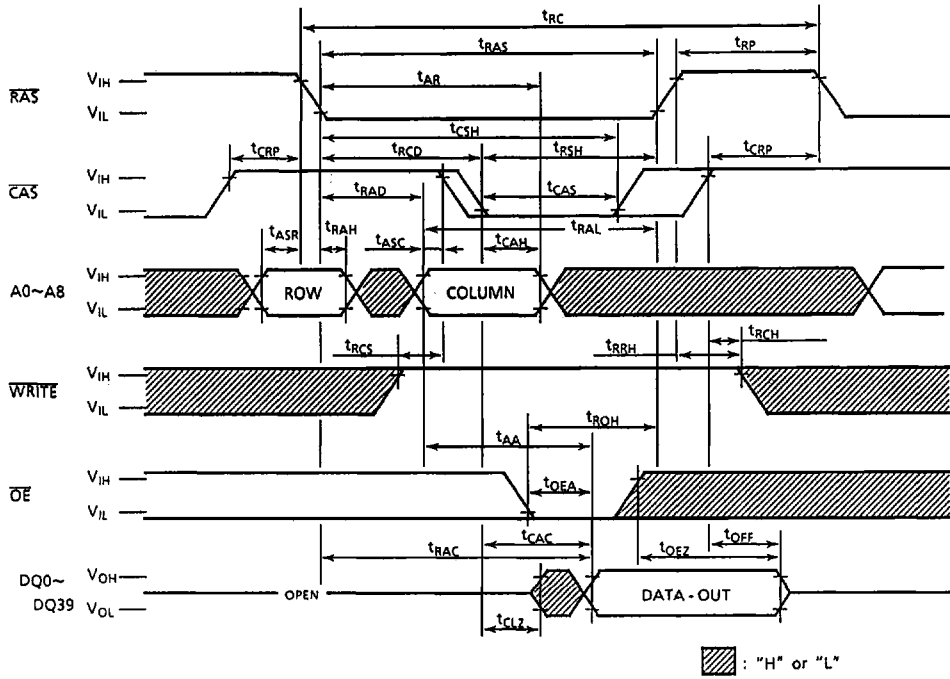 tRC
tRAS
tRP
tAR
RAS
VIH
VIL
tCSH
tCRP
tRCD
tRSH
tCRP
CAS
VIH
VIL
tRAD
tCAS
tRAL
tASR
tRAH
tASC
tCAH
A0~A8
VIH
VIL
ROW
COLUMN
tRCS
tRRH
tRCH
WRITE
VIH
VIL
tROH
tAA
OE
VIH
VIL
tOEA
tCAC
tOFF
tRAC
tOEZ
DQ0~
DQ39
VOH
VOL
OPEN
DATA-OUT
tCLZ
: "H" or "L"